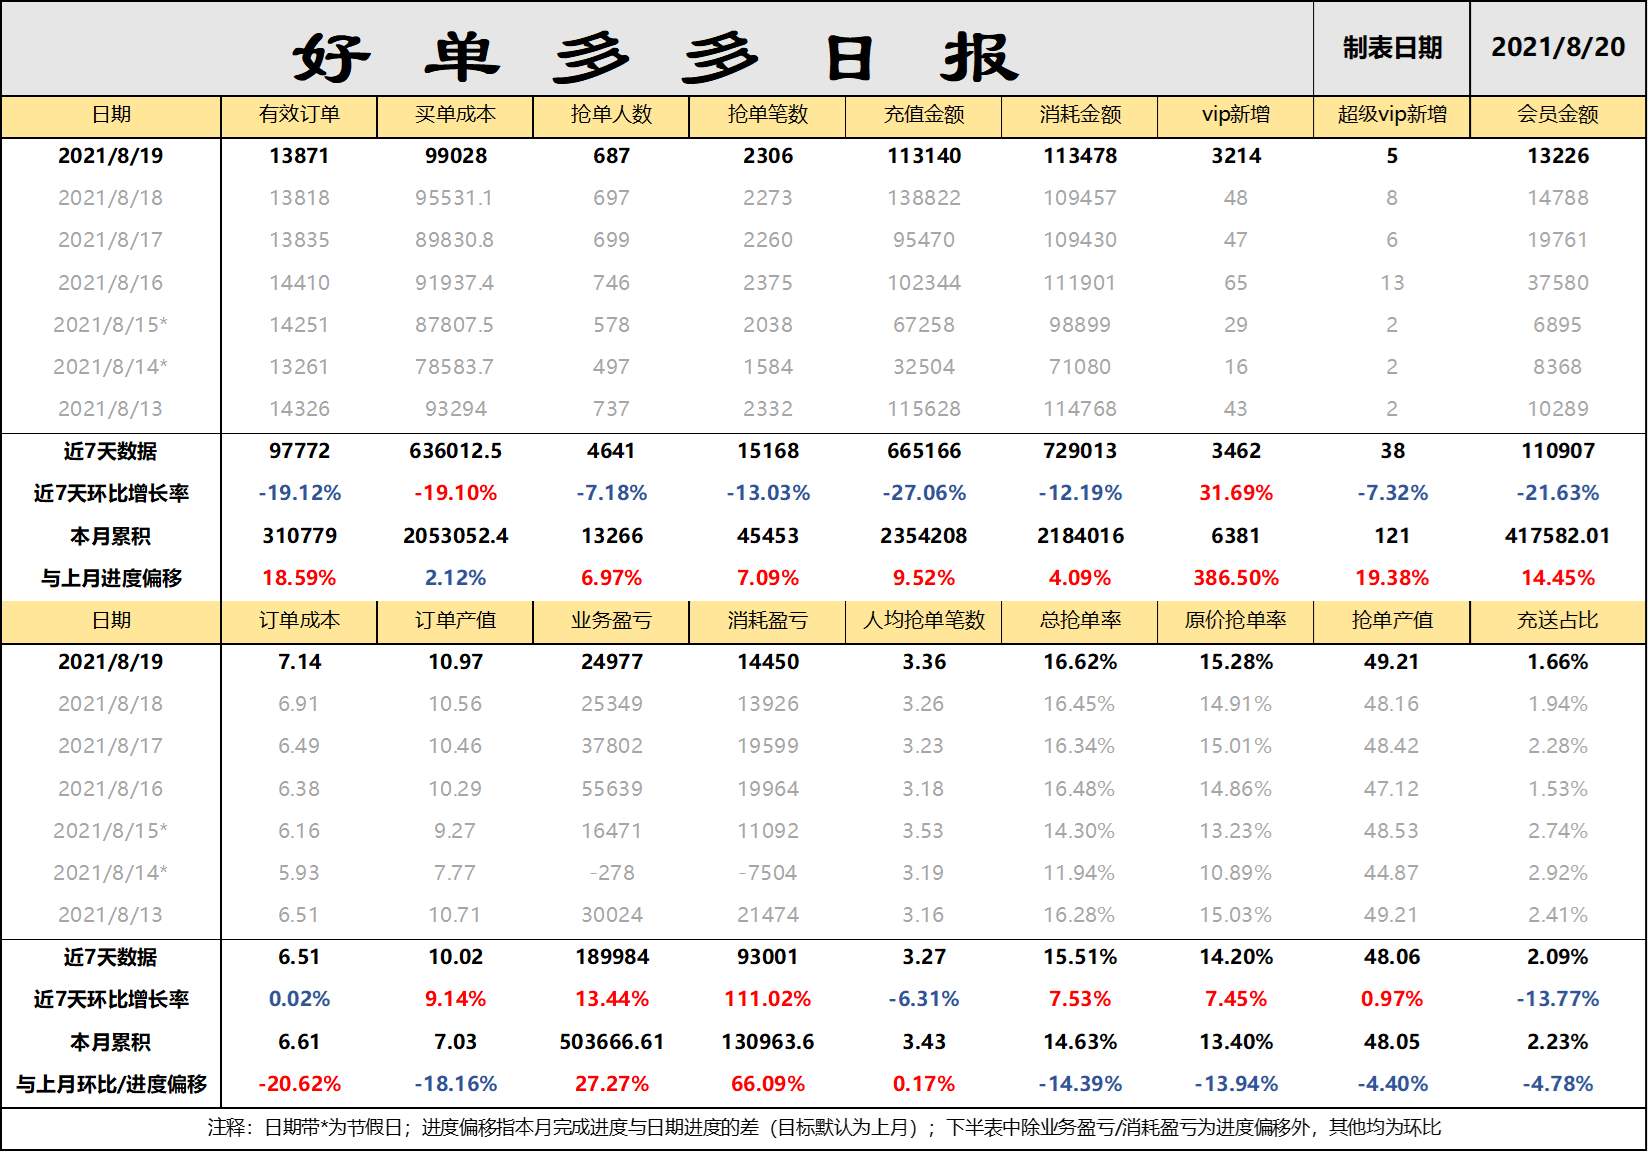 好单多多日报 制表日期 2021/8/20
日期 有效订单 买单成本 抢单人数 抢单笔数 充值金额 消耗金额 vip新增 超级vip新增 会员金额
2021/8/19 13871 99028 687 2306 113140 113478 3214 5 13226
2021/8/18 13818 95531.1 697 2273 138822 109457 48 8 14788
2021/8/17 13835 89830.8 699 2260 95470 109430 47 6 19761
2021/8/16 14410 91937.4 746 2375 102344 111901 65 13 37580
2021/8/15* 14251 87807.5 578 2038 67258 98899 29 2 6895
2021/8/14* 13261 78583.7 497 1584 32504 71080 16 2 8368
2021/8/13 14326 93294 737 2332 115628 114768 43 2 10289
近7天数据 97772 636012.5 4641 15168 665166 729013 3462 38 110907
近7天环比增长率 -19.12% -19.10% -7.18% -13.03% -27.06% -12.19% 31.69% -7.32% -21.63%
本月累积 310779 2053052.4 13266 45453 2354208 2184016 6381 121 417582.01
与上月进度偏移 18.59% 2.12% 6.97% 7.09% 9.52% 4.09% 386.50% 19.38% 14.45%
日期 订单成本 订单产值 业务盈亏 消耗盈亏 人均抢单笔数 总抢单率 原价抢单率 抢单产值 充送占比
2021/8/19 7.14 10.97 24977 14450 3.36 16.62% 15.28% 49.21 1.66%
2021/8/18 6.91 10.56 25349 13926 3.26 16.45% 14.91% 48.16 1.94%
2021/8/17 6.49 10.46 37802 19599 3.23 16.34% 15.01% 48.42 2.28%
2021/8/16 6.38 10.29 55639 19964 3.18 16.48% 14.86% 47.12 1.53%
2021/8/15* 6.16 9.27 16471 11092 3.53 14.30% 13.23% 48.53 2.74%
2021/8/14* 5.93 7.77 -278 -7504 3.19 11.94% 10.89% 44.87 2.92%
2021/8/13 6.51 10.71 30024 21474 3.16 16.28% 15.03% 49.21 2.41%
近7天数据 6.51 10.02 189984 93001 3.27 15.51% 14.20% 48.06 2.09%
近7天环比增长率 0.02% 9.14% 13.44% 111.02% -6.31% 7.53% 7.45% 0.97% -13.77%
本月累积 6.61 7.03 503666.61 130963.6 3.43 14.63% 13.40% 48.05 2.23%
与上月环比/进度偏移 -20.62% -18.16% 27.27% 66.09% 0.17% -14.39% -13.94% -4.40% -4.78%
注释：日期带*为节假日；进度偏移指本月完成进度与日期进度的差（目标默认为上月）；下半表中除业务盈亏/消耗盈亏为进度偏移外，其他均为环比